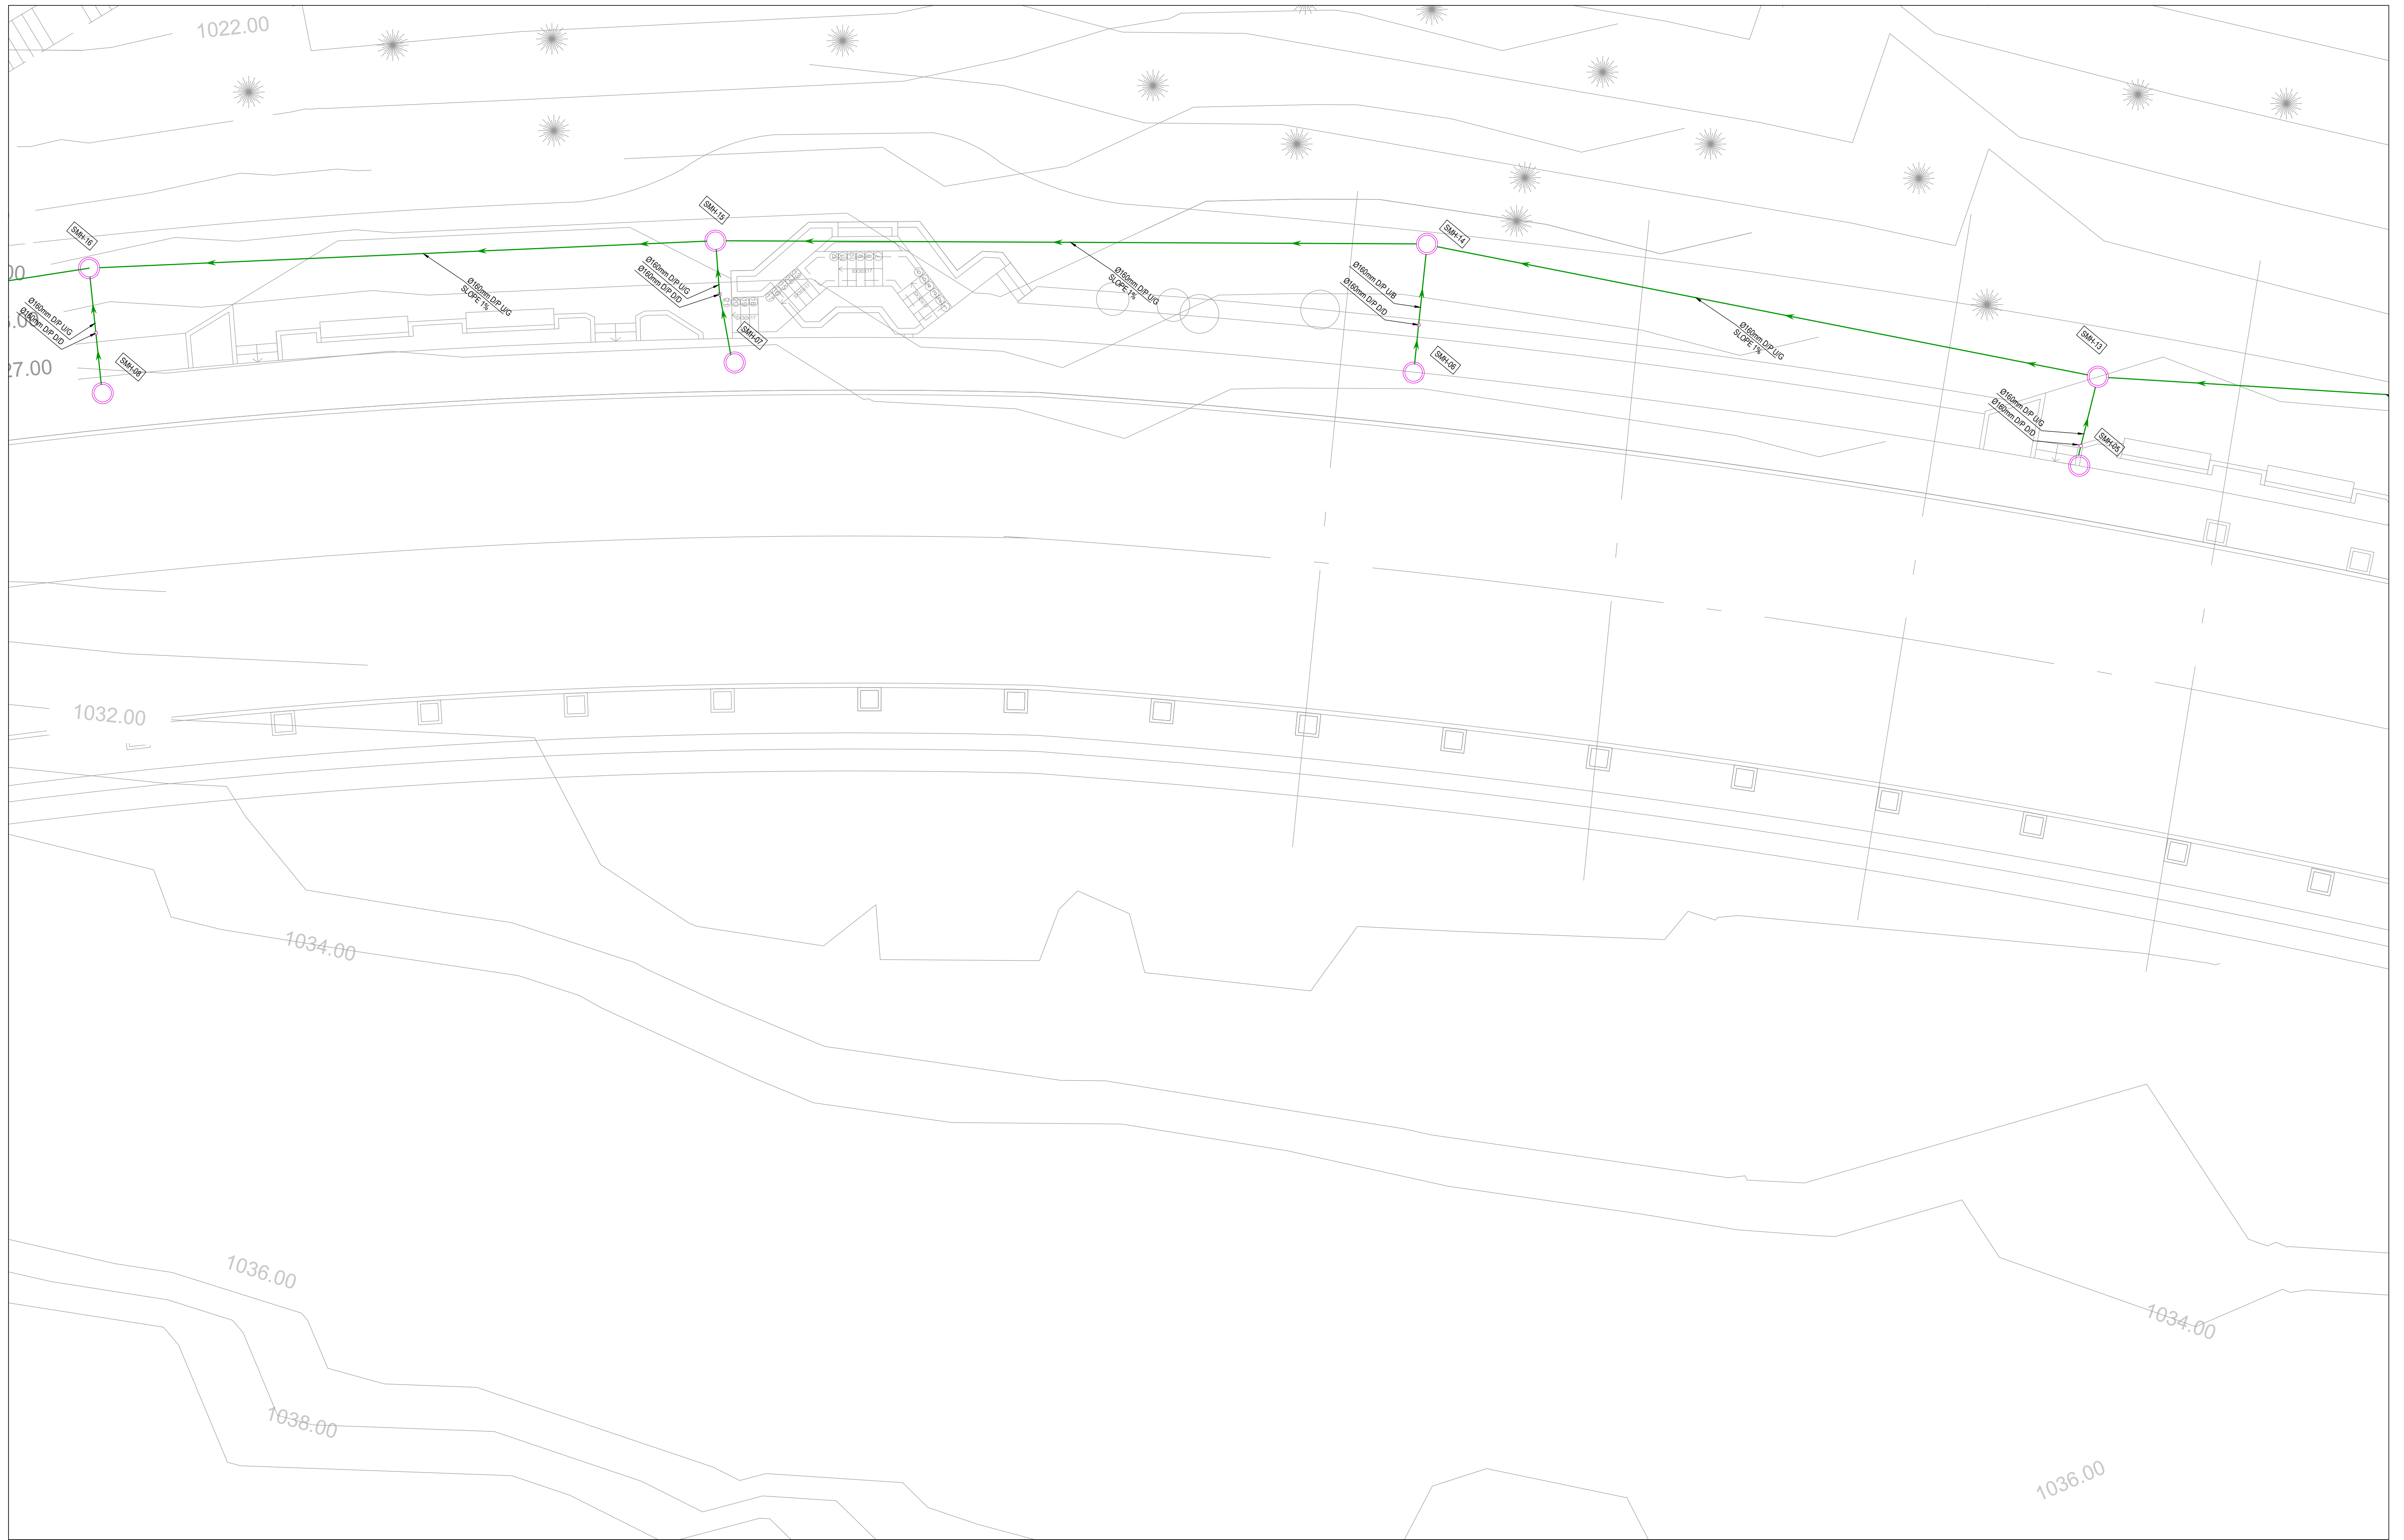 1022.00
SMH-16
SMH-15
SMH-14
SMH-13
Ø160mm D/P U/G
SLOPE 1%
Ø160mm D/P U/G
Ø160mm D/P D/D
Ø160mm D/P U/G
SLOPE 1%
Ø160mm D/P U/B
Ø160mm D/P D/D
Ø160mm D/P U/G
SLOPE 1%
Ø160mm D/P U/G
Ø160mm D/P D/D
27.00
SMH-08
SMH-07
SMH-06
Ø160mm D/P U/G
Ø160mm D/P D/D
SMH-05
1032.00
1034.00
1036.00
1034.00
1038.00
1036.00